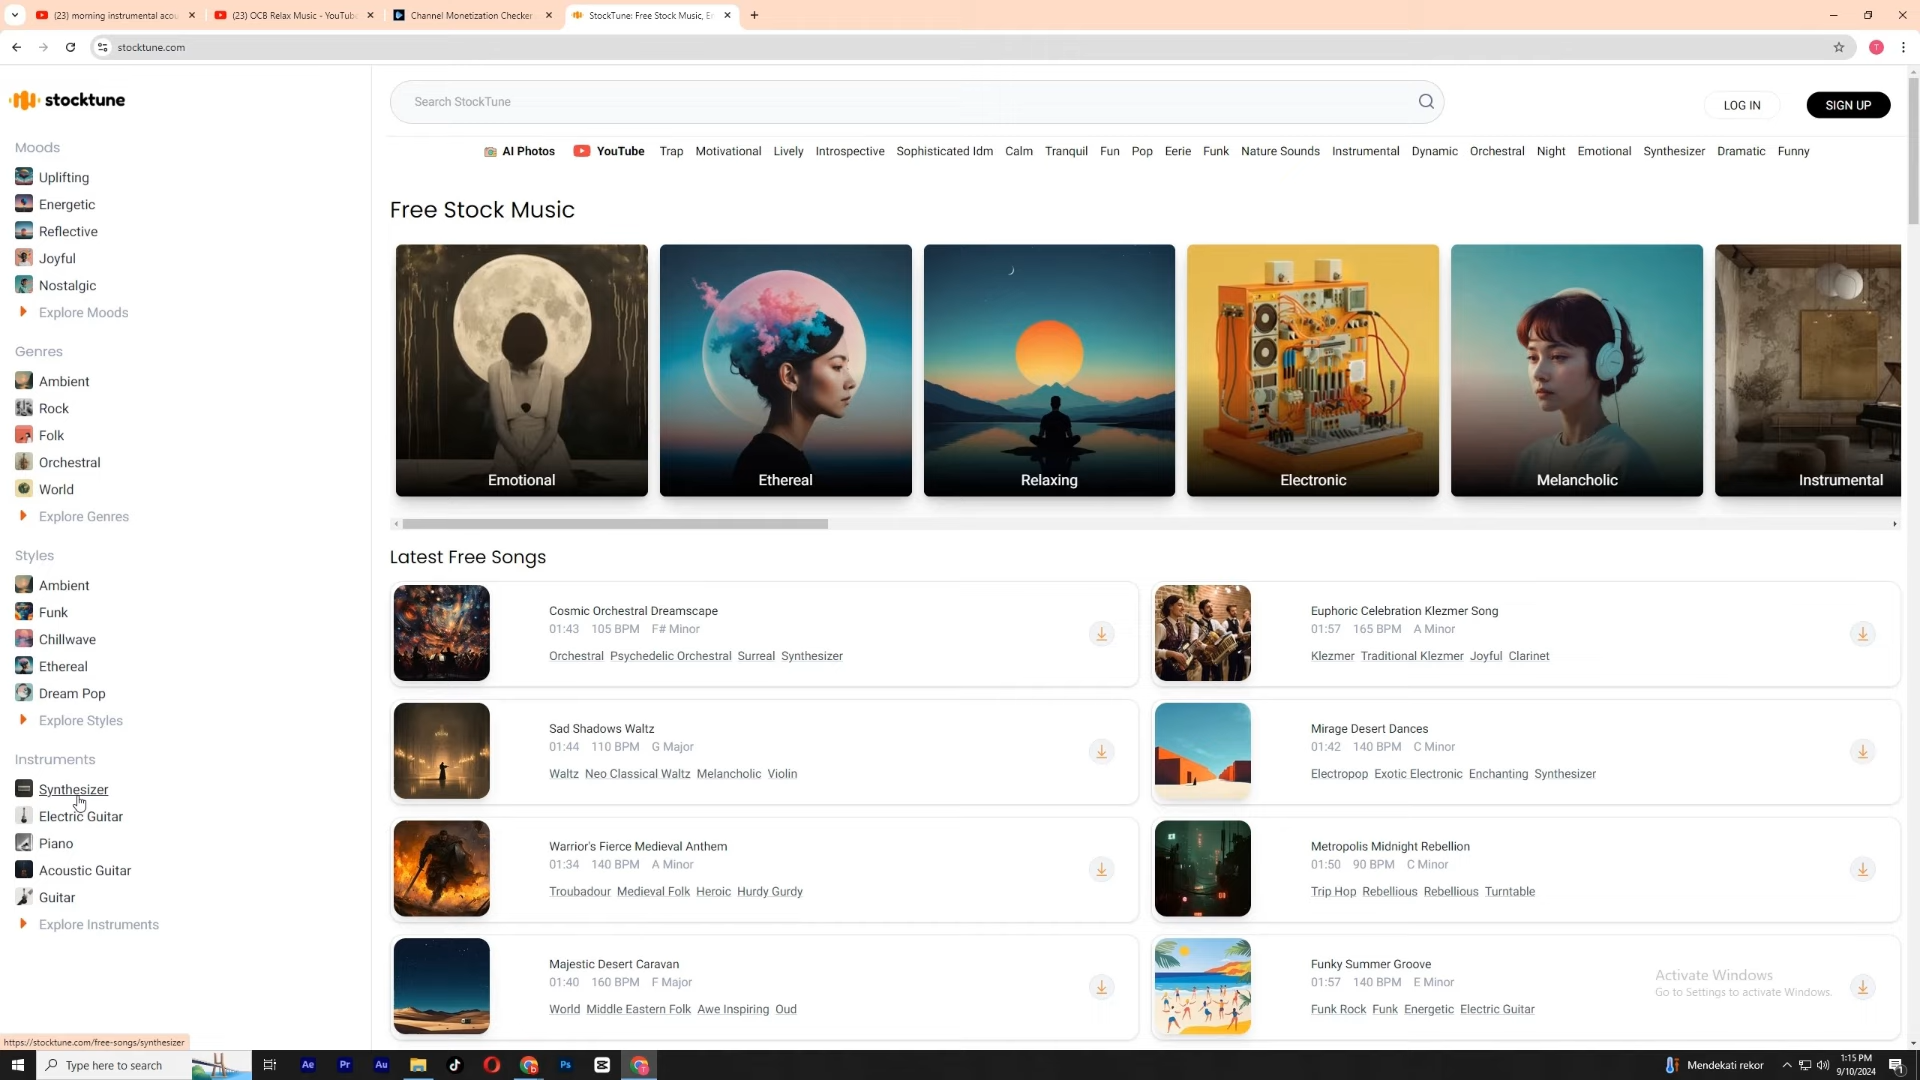 (23) morning instrumental acou
(23) OCB Relax Music - YouTub
Channel Monetization Checker
StockTune: Free Stock Music, E
stocktune.com
T
stocktune
Search StockTune
LOG IN
SIGN UP
AI Photos YouTube Trap Motivational Lively Introspective Sophisticated Idm Calm Tranquil Fun Pop Eerie Funk Nature Sounds Instrumental Dynamic Orchestral Night Emotional Synthesizer Dramatic Funny
Moods
Uplifting
Energetic
Reflective
Joyful
Nostalgic
Explore Moods
Genres
Ambient
Rock
Folk
Orchestral
World
Explore Genres
Styles
Ambient
Funk
Chillwave
Ethereal
Dream Pop
Explore Styles
Instruments
Synthesizer
Electric Guitar
Piano
Acoustic Guitar
Guitar
Explore Instruments
Free Stock Music
Emotional
Ethereal
Relaxing
Electronic
Melancholic
Instrumental
Latest Free Songs
Cosmic Orchestral Dreamscape
01:43 105 BPM F# Minor
Orchestral Psychedelic Orchestral Surreal Synthesizer
Euphoric Celebration Klezmer Song
01:57 165 BPM A Minor
Klezmer Traditional Klezmer Joyful Clarinet
Sad Shadows Waltz
01:44 110 BPM G Major
Waltz Neo Classical Waltz Melancholic Violin
Mirage Desert Dances
01:42 140 BPM C Minor
Electropop Exotic Electronic Enchanting Synthesizer
Warrior's Fierce Medieval Anthem
01:34 140 BPM A Minor
Troubadour Medieval Folk Heroic Hurdy Gurdy
Metropolis Midnight Rebellion
01:50 90 BPM C Minor
Trip Hop Rebellious Rebellious Turntable
Majestic Desert Caravan
01:40 160 BPM F Major
World Middle Eastern Folk Awe Inspiring Oud
Funky Summer Groove
01:57 140 BPM E Minor
Funk Rock Funk Energetic Electric Guitar
Activate Windows
Go to Settings to activate Windows.
https://stocktune.com/free-songs/synthesizer
Type here to search
Ae
Pr
Au
Ps
Mendekati rekor
1:15 PM
9/10/2024